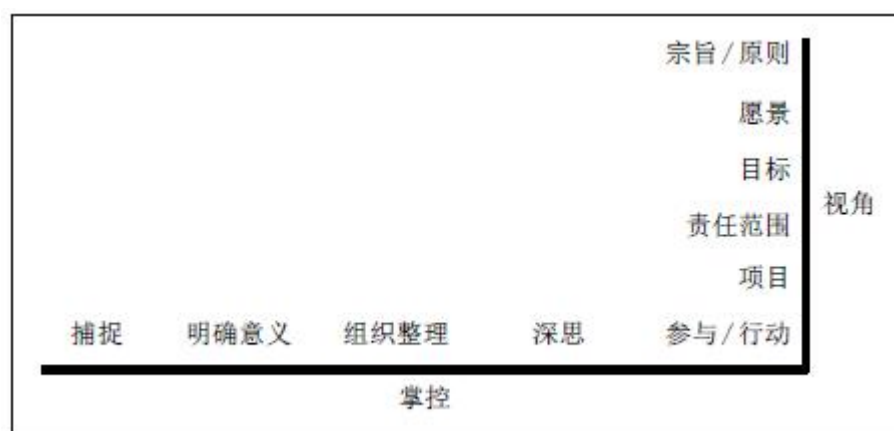 宗旨/原则
愿景
目标
视角
责任范围
项目
捕捉 明确意义 组织整理 深思 参与/行动
掌控